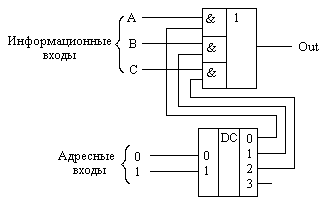 A
& 1
Информационные
входы
B
&
Out
C
&
DC 0
Адресные
входы
0 0 1
1 1 2
3